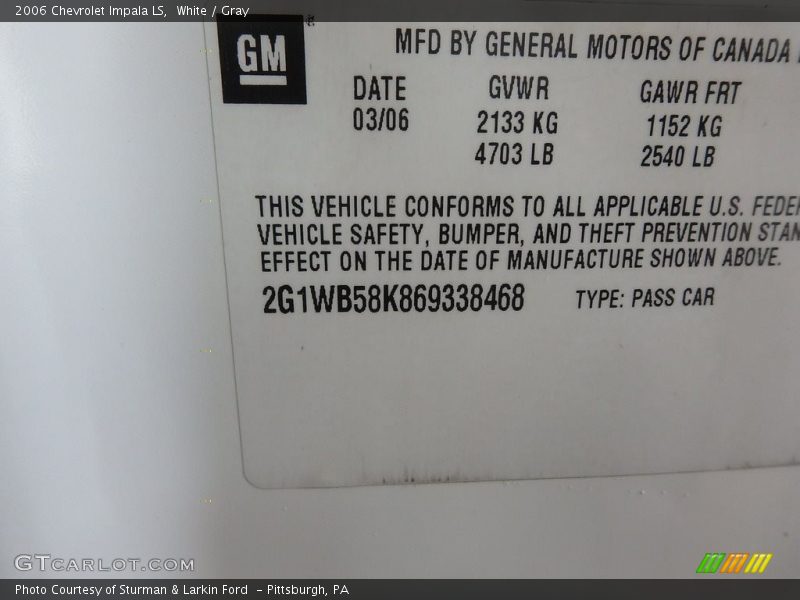 2006 Chevrolet Impala LS, White / Gray
GM
MFD BY GENERAL MOTORS OF CANADA
DATE GVWR GAWR FRT
03/06 2133 KG 1152 KG
4703 LB 2540 LB
THIS VEHICLE CONFORMS TO ALL APPLICABLE U.S. FEDER
VEHICLE SAFETY, BUMPER, AND THEFT PREVENTION STAN
EFFECT ON THE DATE OF MANUFACTURE SHOWN ABOVE.
2G1WB58K869338468 TYPE: PASS CAR
GTCARLOT.COM
Photo Courtesy of Sturman & Larkin Ford - Pittsburgh, PA